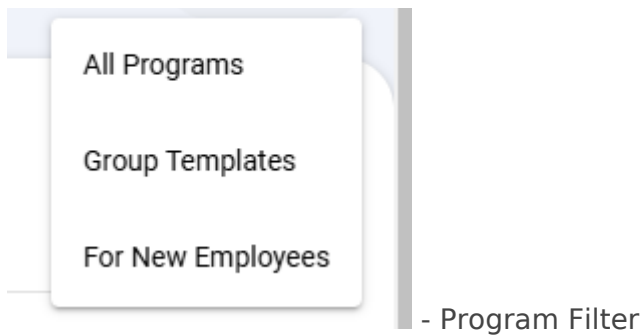 All Programs
Group Templates
For New Employees
- Program Filter